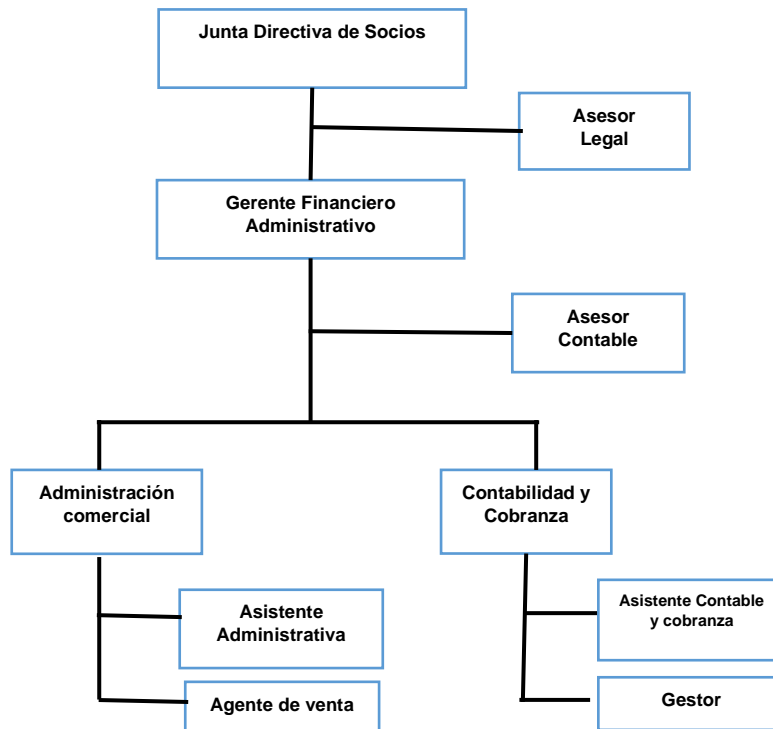 Junta Directiva de Socios
Asesor
Legal
Gerente Financiero
Administrativo
Asesor
Contable
Administración
comercial
Contabilidad y
Cobranza
Asistente
Administrativa
Asistente Contable
y cobranza
Agente de venta
Gestor